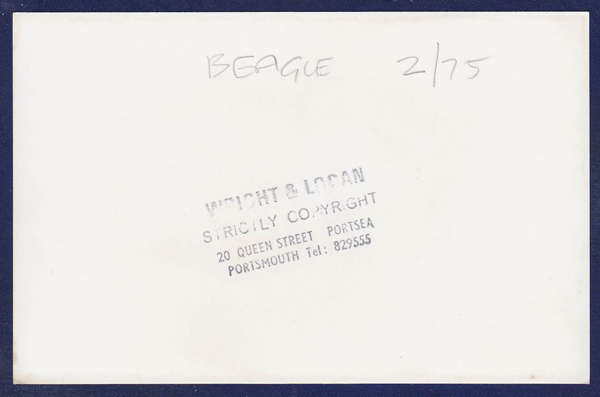 BEAGLE 2/75
WRIGHT & LOGAN
STRICTLY COPYRIGHT
20 QUEEN STREET PORTSEA
PORTSMOUTH Tel: 829555